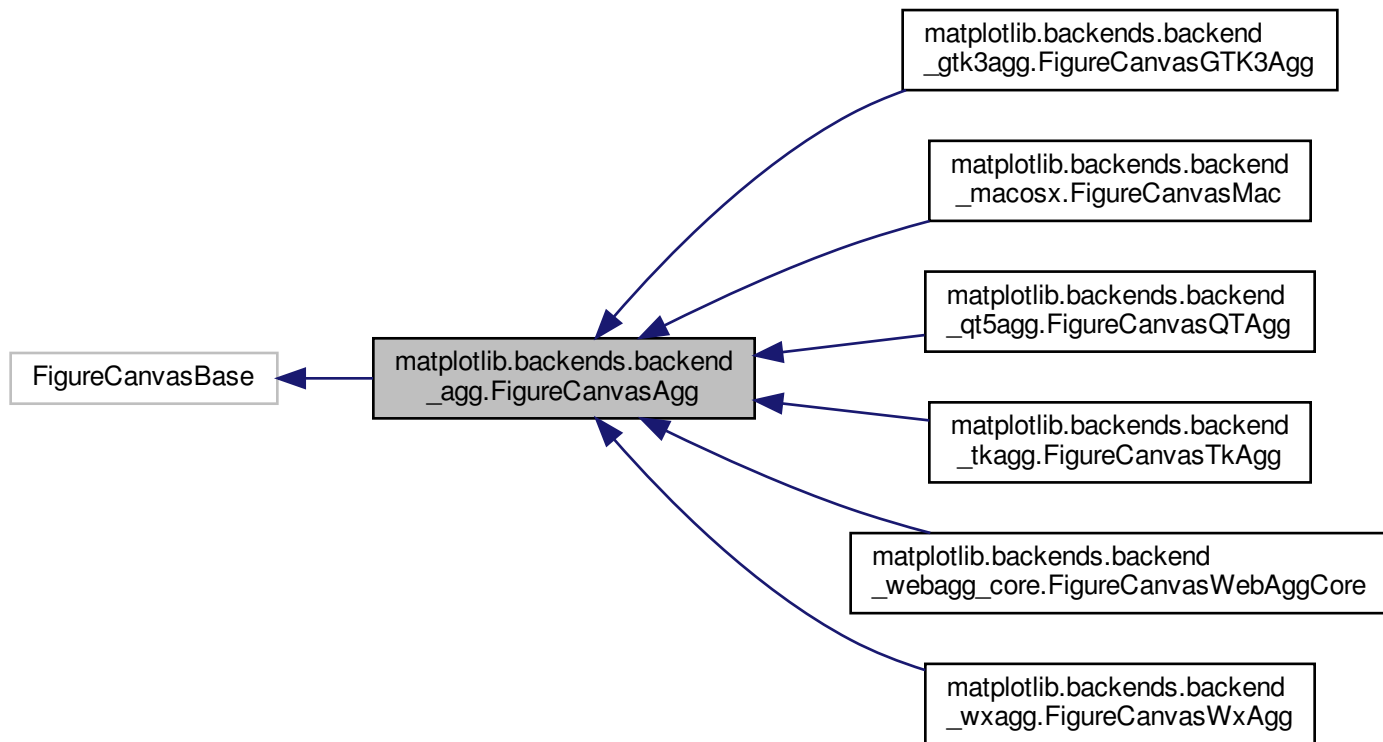 matplotlib.backends.backend
_gtk3agg.FigureCanvasGTK3Agg
matplotlib.backends.backend
_macosx.FigureCanvasMac
matplotlib.backends.backend
_qt5agg.FigureCanvasQTAgg
FigureCanvasBase
matplotlib.backends.backend
_agg.FigureCanvasAgg
matplotlib.backends.backend
_tkagg.FigureCanvasTkAgg
matplotlib.backends.backend
_webagg_core.FigureCanvasWebAggCore
matplotlib.backends.backend
_wxagg.FigureCanvasWxAgg